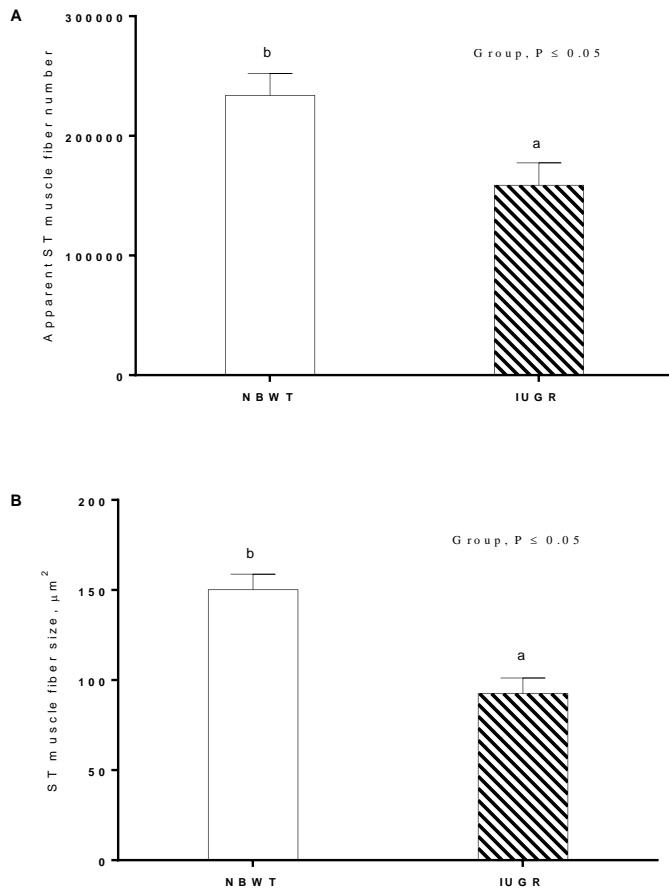 A
300000
b
Group, P ≤ 0.05
200000
a
100000
0
Apparent ST muscle fiber number
NBWT
IUGR
B
200
Group, P ≤ 0.05
b
150
a
100
50
0
ST muscle fiber size, μm²
NBWT
IUGR